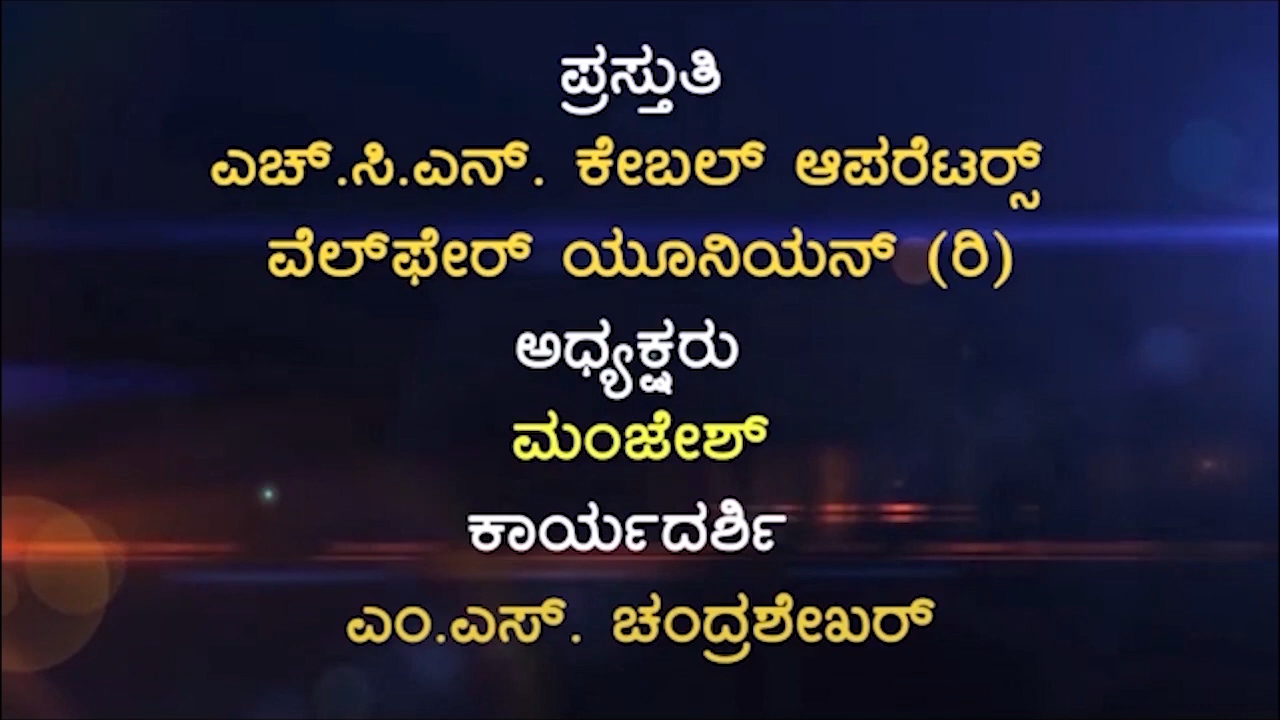 ಪ್ರಸ್ತುತಿ
ಎಚ್.ಸಿ.ಎನ್. ಕೇಬಲ್ ಆಪರೆಟರ‍್ಸ್
ವೆಲ್‌ಫೇರ್ ಯೂನಿಯನ್ (ರಿ)
ಅಧ್ಯಕ್ಷರು
ಮಂಜೇಶ್
ಕಾರ್ಯದರ್ಶಿ
ಎಂ.ಎಸ್. ಚಂದ್ರಶೇಖರ್